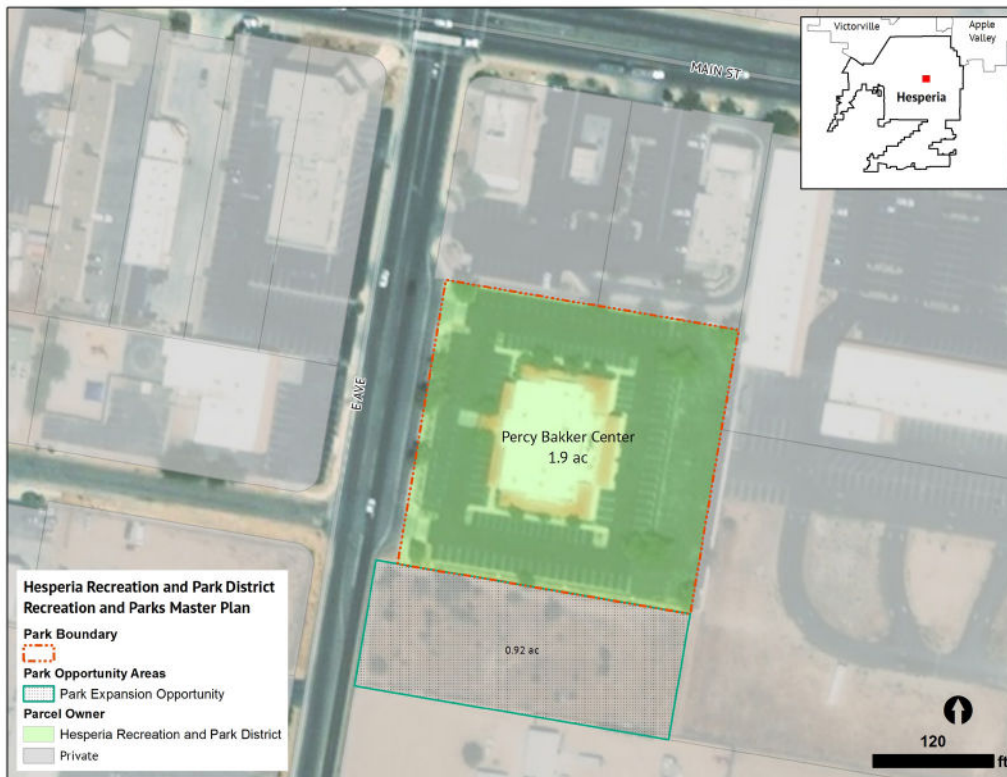 Victorville
Apple
Valley
Hesperia
MAIN ST
E AVE
Percy Bakker Center
1.9 ac
0.92 ac
Hesperia Recreation and Park District
Recreation and Parks Master Plan
Park Boundary
Park Opportunity Areas
Park Expansion Opportunity
Parcel Owner
Hesperia Recreation and Park District
Private
120
ft